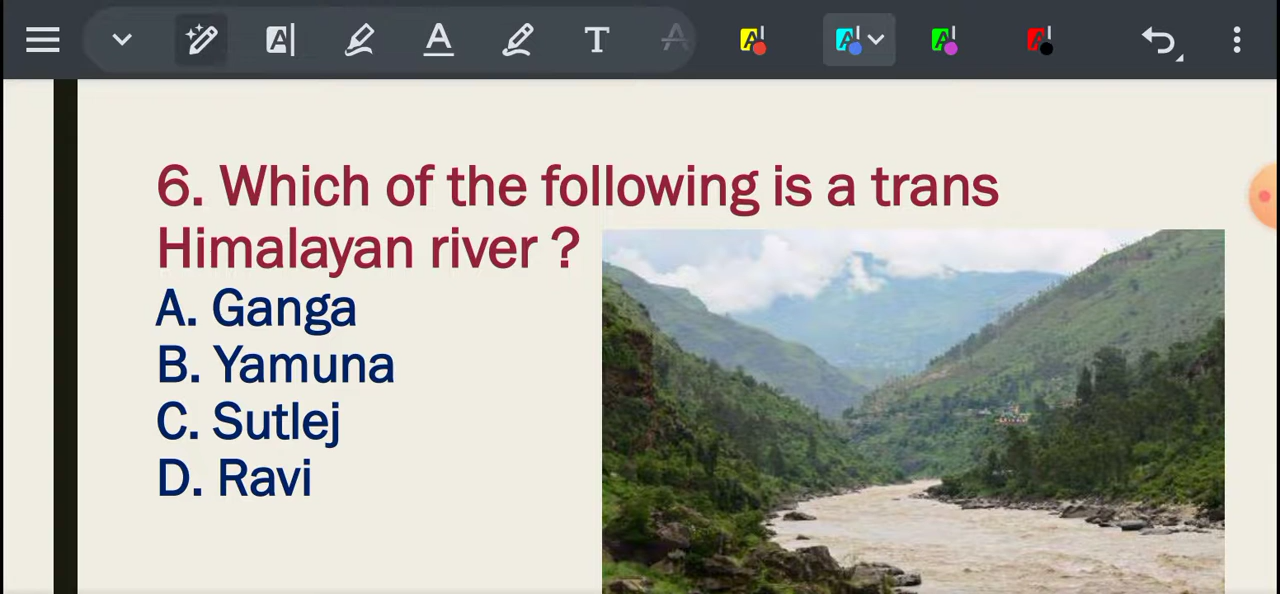 6. Which of the following is a trans
Himalayan river ?
A. Ganga
B. Yamuna
C. Sutlej
D. Ravi